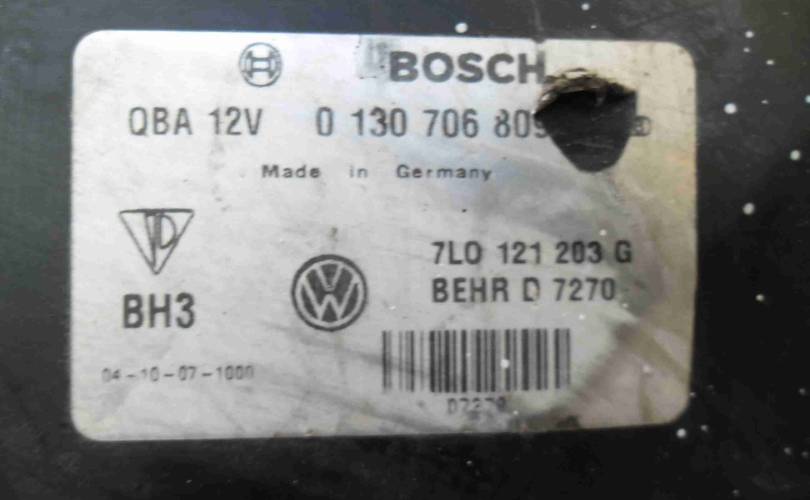 BOSCH
QBA 12V 0 130 706 809
Made in Germany
7L0 121 203 G
BEHR D 7270
BH3
04-10-07-1000
D7270